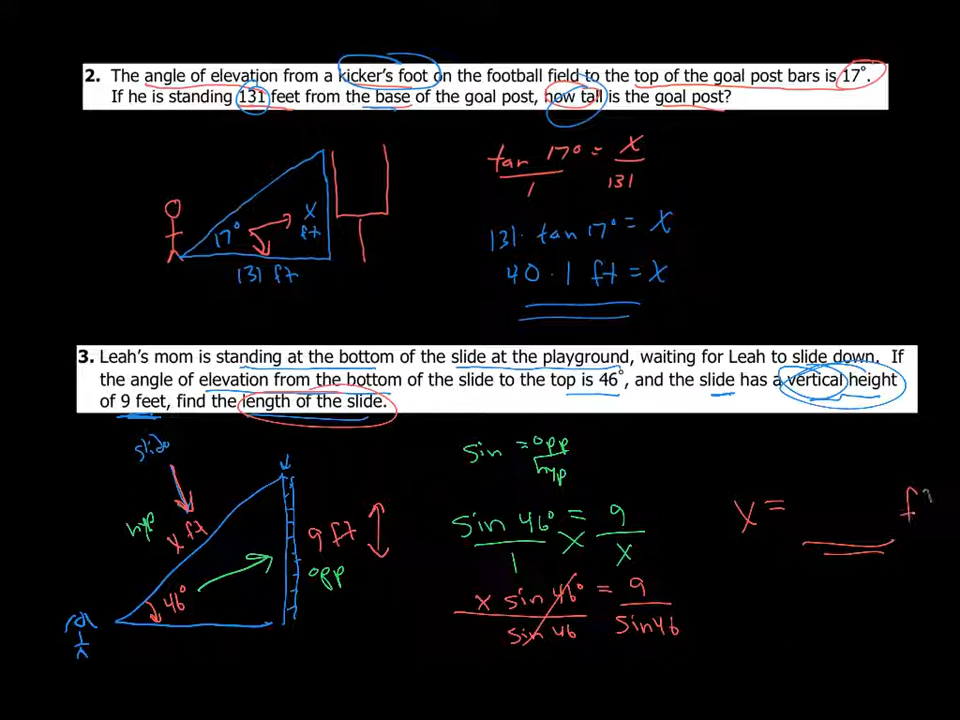 2. The angle of elevation from a kicker's foot on the football field to the top of the goal post bars is 17°.
If he is standing 131 feet from the base of the goal post, how tall is the goal post?
tan 17° = x
1 131
17°
x
ft
131 ft
131 · tan 17° = x
40.1 ft = x
3. Leah's mom is standing at the bottom of the slide at the playground, waiting for Leah to slide down. If
the angle of elevation from the bottom of the slide to the top is 46°, and the slide has a vertical height
of 9 feet, find the length of the slide.
slide
hyp
x ft
9 ft
opp
46°
sin = opp
hyp
sin 46° = 9
1 x
x sin 46° = 9
sin 46 sin 46
x = f